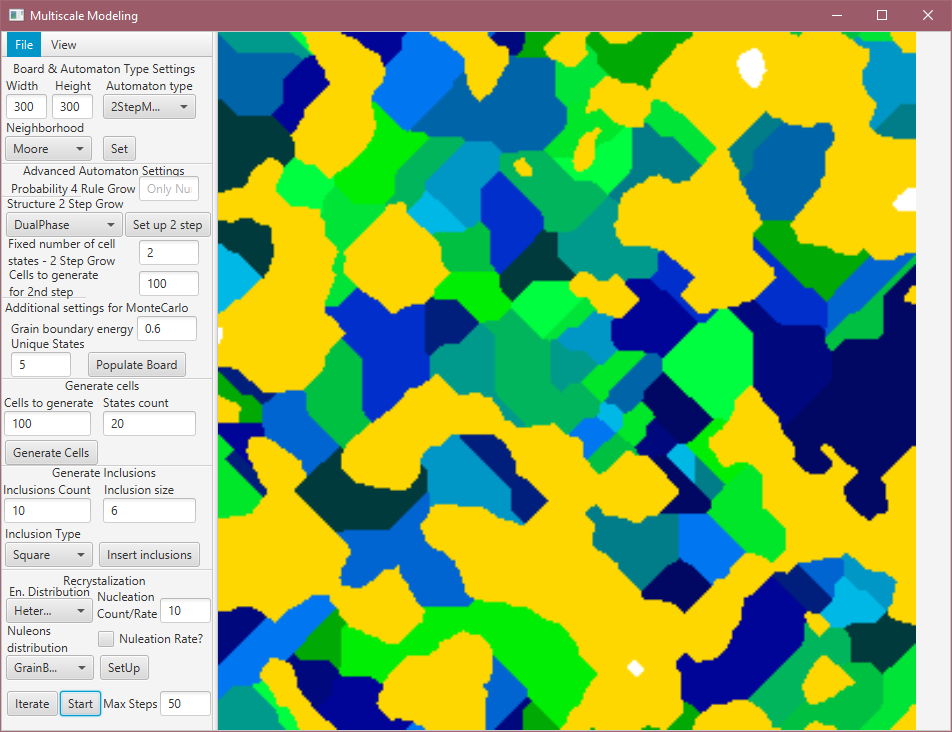 Multiscale Modeling
File View
Board & Automaton Type Settings
Width Height Automaton type
300 300 2StepM...
Neighborhood
Moore Set
Advanced Automaton Settings
Probability 4 Rule Grow Only Nu
Structure 2 Step Grow
DualPhase Set up 2 step
Fixed number of cell
states - 2 Step Grow 2
Cells to generate
for 2nd step 100
Additional settings for MonteCarlo
Grain boundary energy 0.6
Unique States
5 Populate Board
Generate cells
Cells to generate States count
100 20
Generate Cells
Generate Inclusions
Inclusions Count Inclusion size
10 6
Inclusion Type
Square Insert inclusions
Recrystalization
En. Distribution Nucleation
Heter... Count/Rate 10
Nuleons
distribution Nuleation Rate?
GrainB... SetUp
Iterate Start Max Steps 50